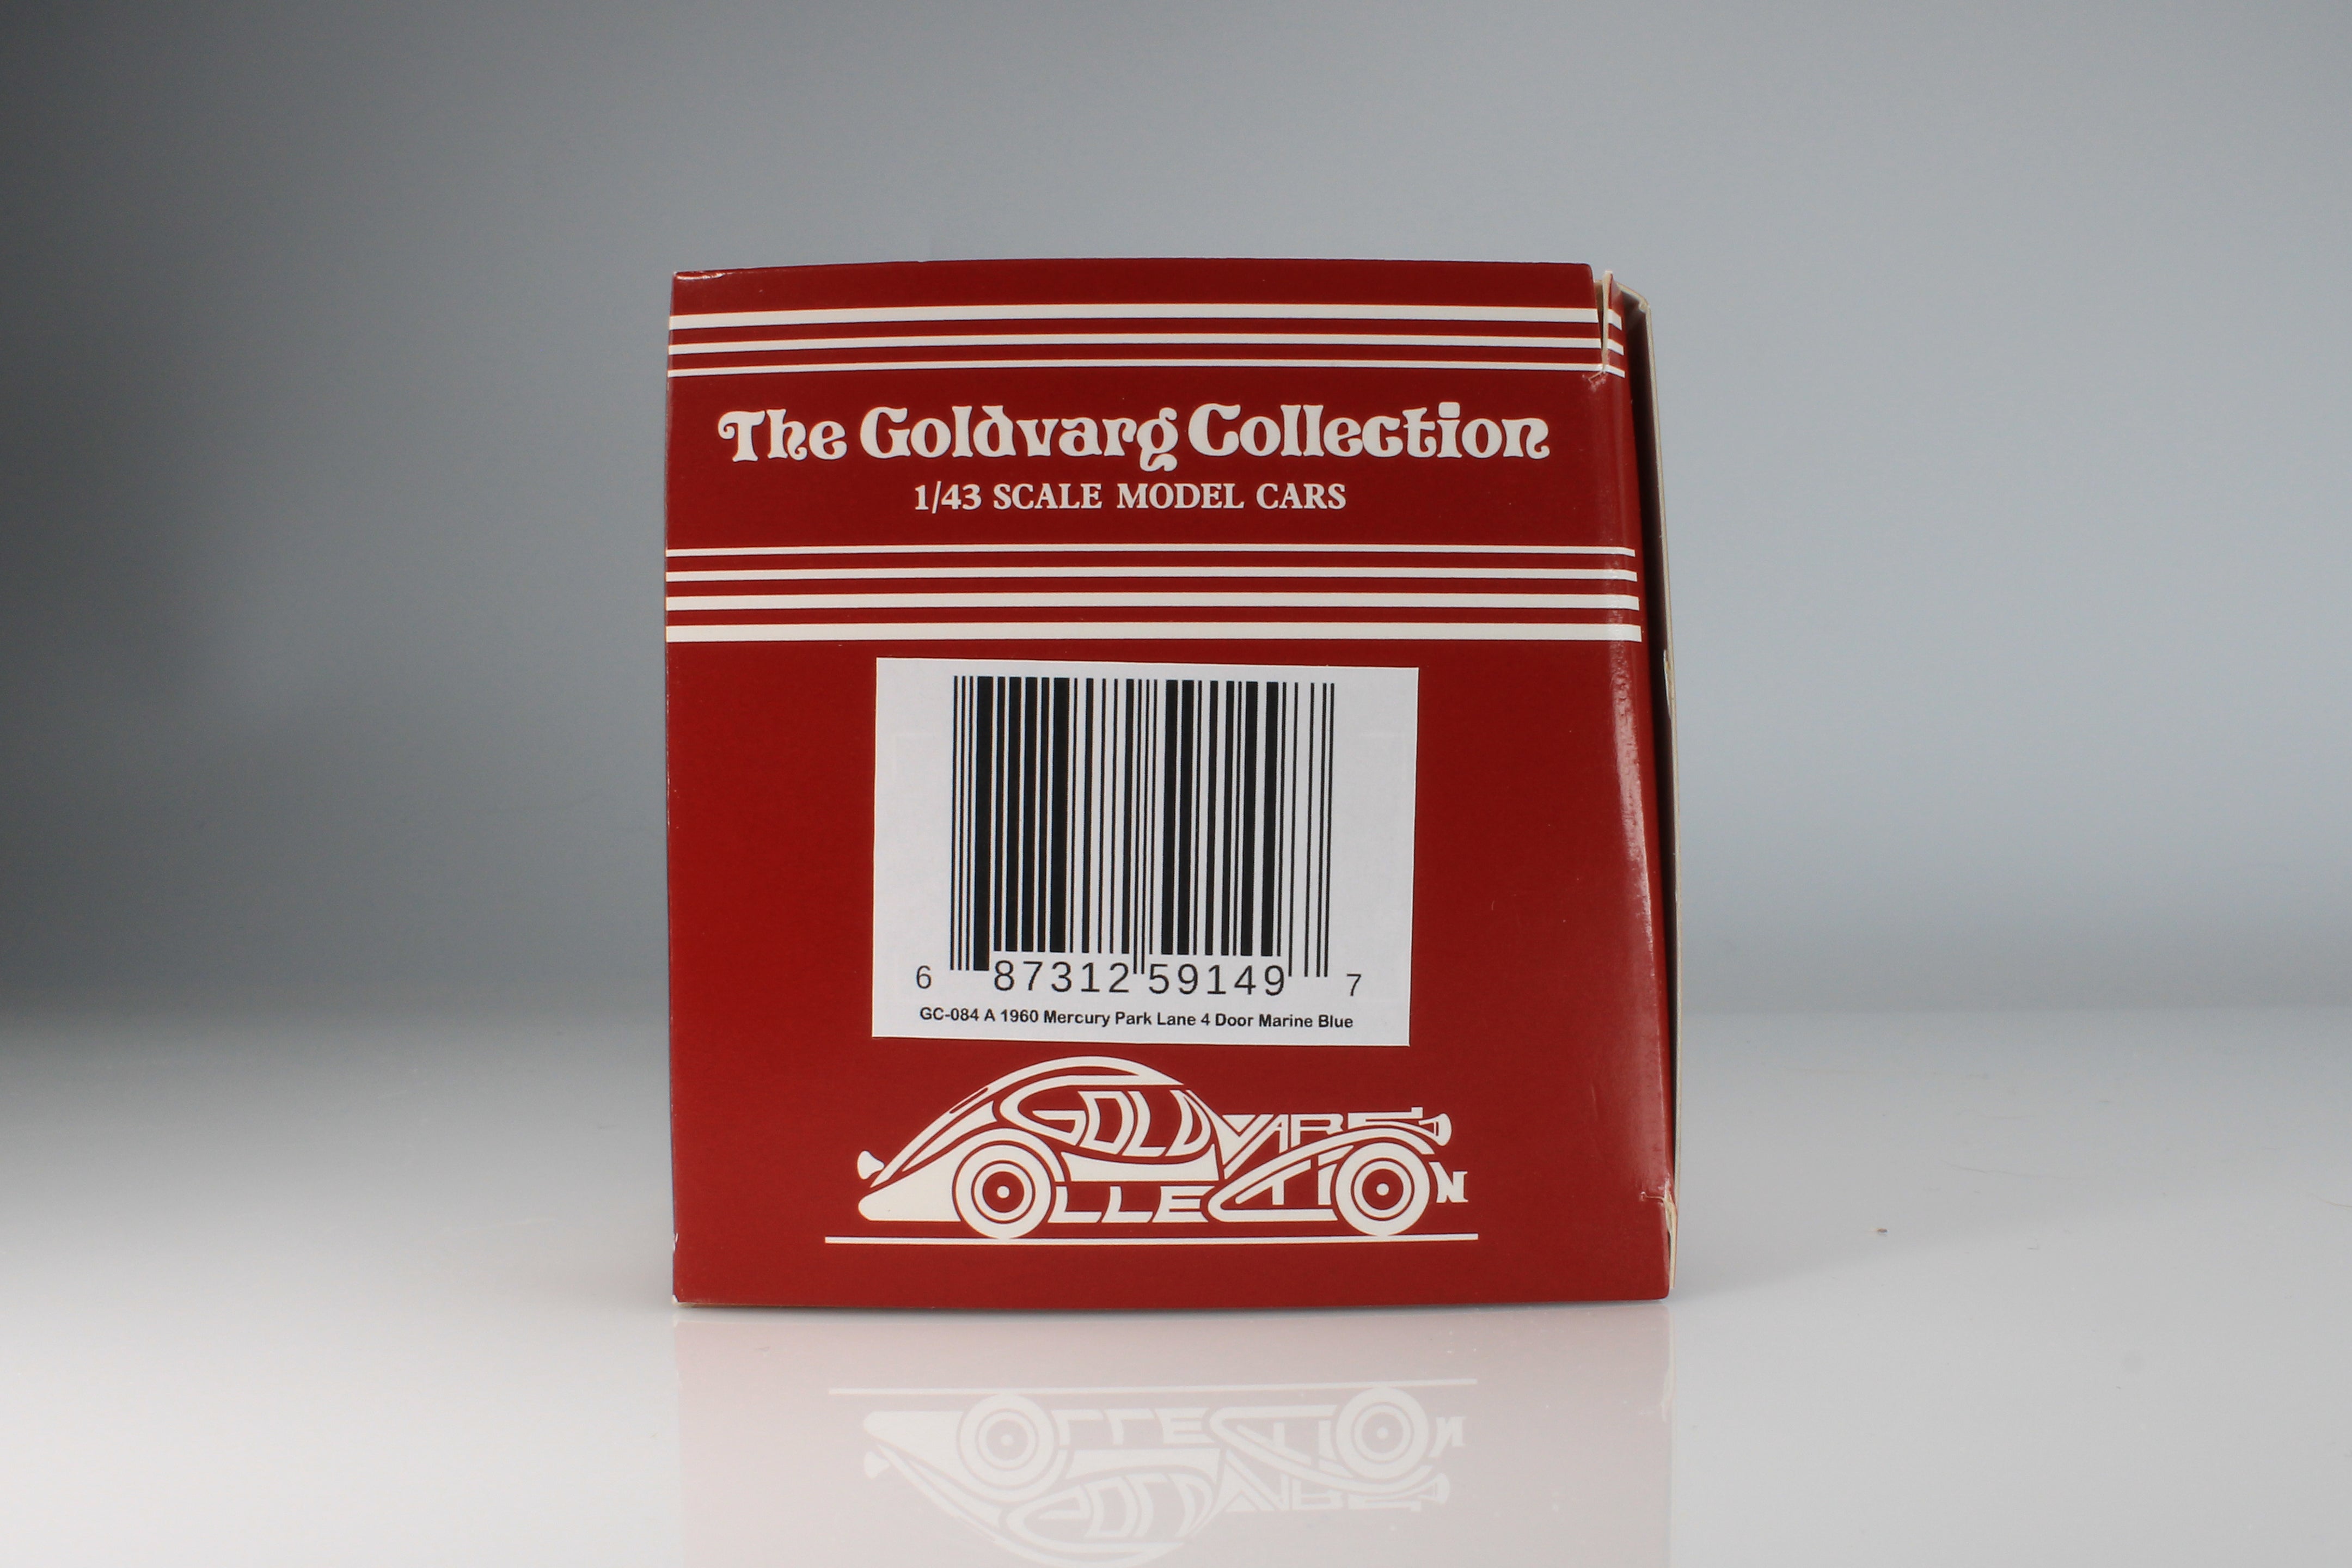 The Goldvarg Collection
1/43 SCALE MODEL CARS
6 87312 59149 7
GC-084 A 1960 Mercury Park Lane 4 Door Marine Blue
GOLDVARG
COLLECTION